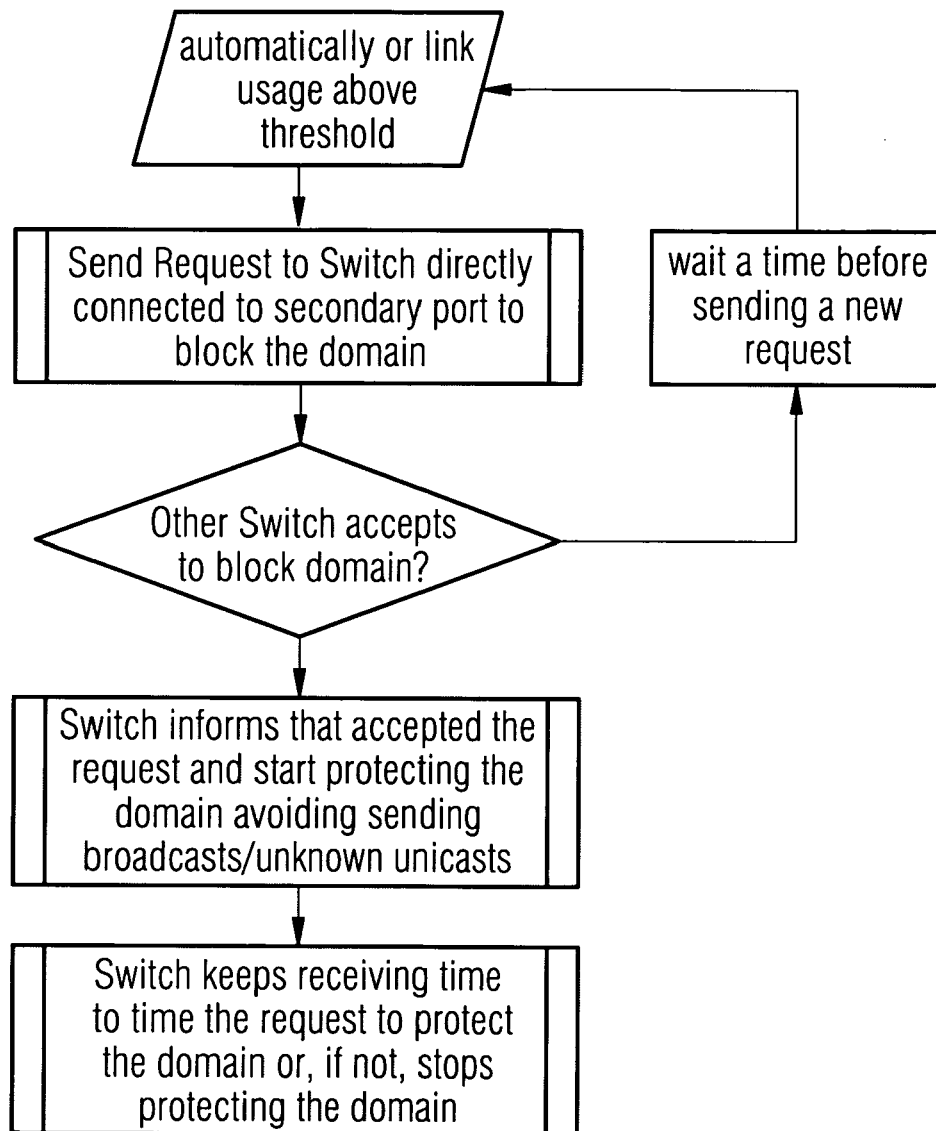 automatically or link
usage above
threshold
Send Request to Switch directly
connected to secondary port to
block the domain
wait a time before
sending a new
request
Other Switch accepts
to block domain?
Switch informs that accepted the
request and start protecting the
domain avoiding sending
broadcasts/unknown unicasts
Switch keeps receiving time
to time the request to protect
the domain or, if not, stops
protecting the domain